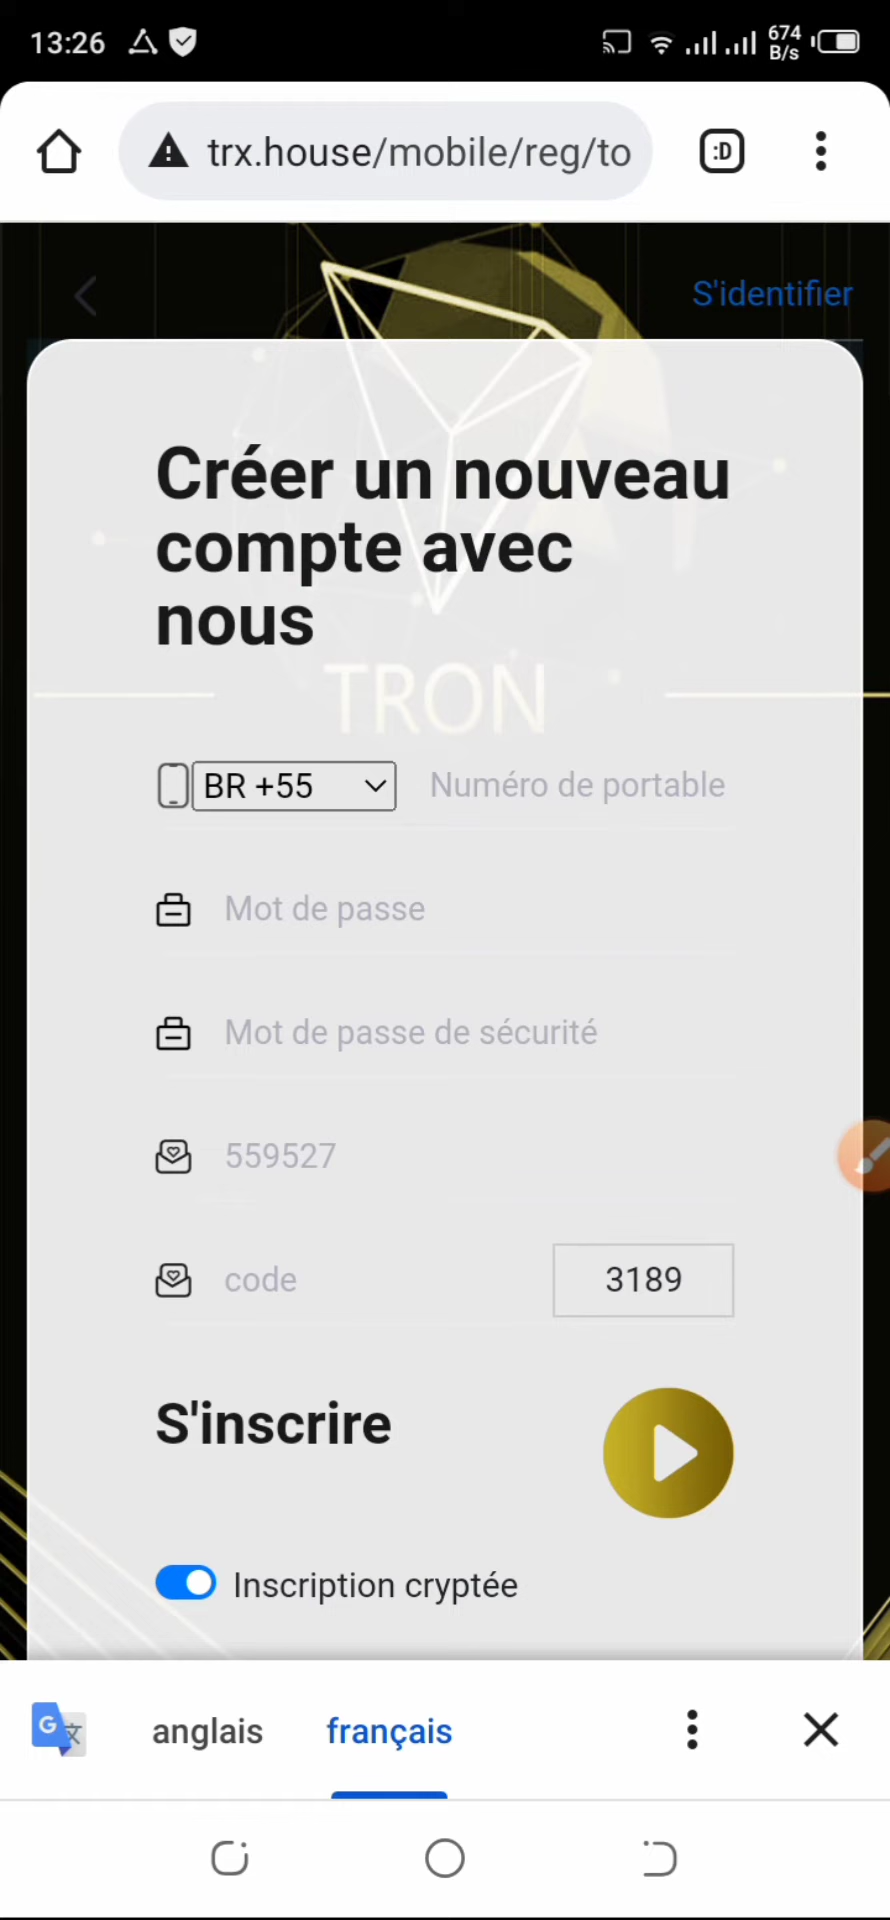 13:26
674
B/s
trx.house/mobile/reg/to
:D
S'identifier
Créer un nouveau
compte avec
nous
TRON
BR +55
Numéro de portable
Mot de passe
Mot de passe de sécurité
559527
code
3189
S'inscrire
Inscription cryptée
G 文
anglais
français